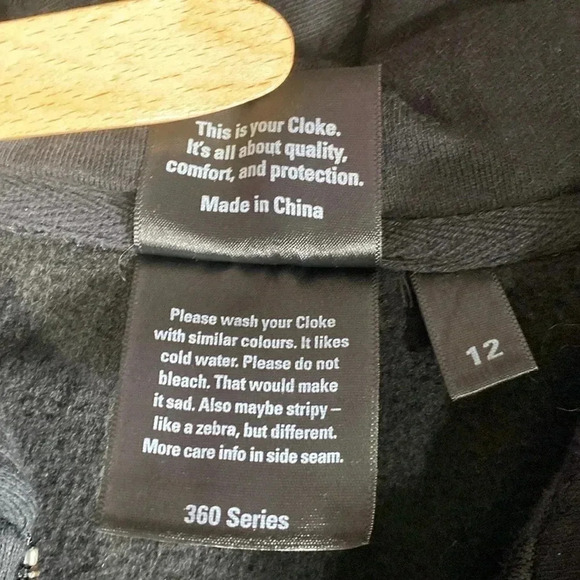 This is your Cloke.
It's all about quality,
comfort, and protection.
Made in China
Please wash your Cloke
with similar colours. It likes
cold water. Please do not
bleach. That would make
it sad. Also maybe stripy –
like a zebra, but different.
More care info in side seam.
360 Series
12